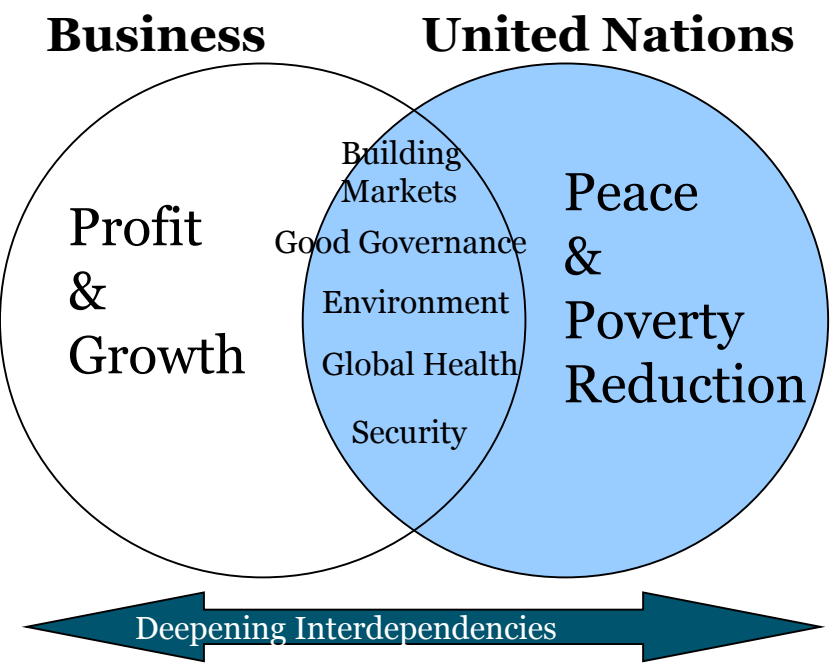 Business
United Nations
Profit
&
Growth
Building
Markets
Good Governance
Environment
Global Health
Security
Peace
&
Poverty
Reduction
Deepening Interdependencies